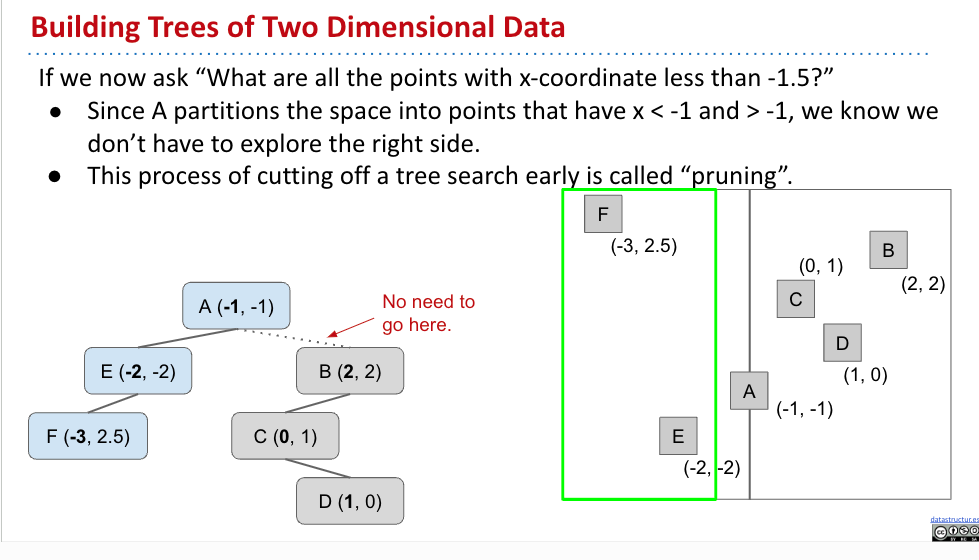 Building Trees of Two Dimensional Data
If we now ask “What are all the points with x-coordinate less than -1.5?”
● Since A partitions the space into points that have x < -1 and > -1, we know we
don’t have to explore the right side.
● This process of cutting off a tree search early is called “pruning”.
A (-1, -1)
No need to
go here.
E (-2, -2)
B (2, 2)
F (-3, 2.5)
C (0, 1)
D (1, 0)
F
(-3, 2.5)
B
(2, 2)
(0, 1)
C
D
(1, 0)
A
(-1, -1)
E
(-2, -2)
datastructur.es